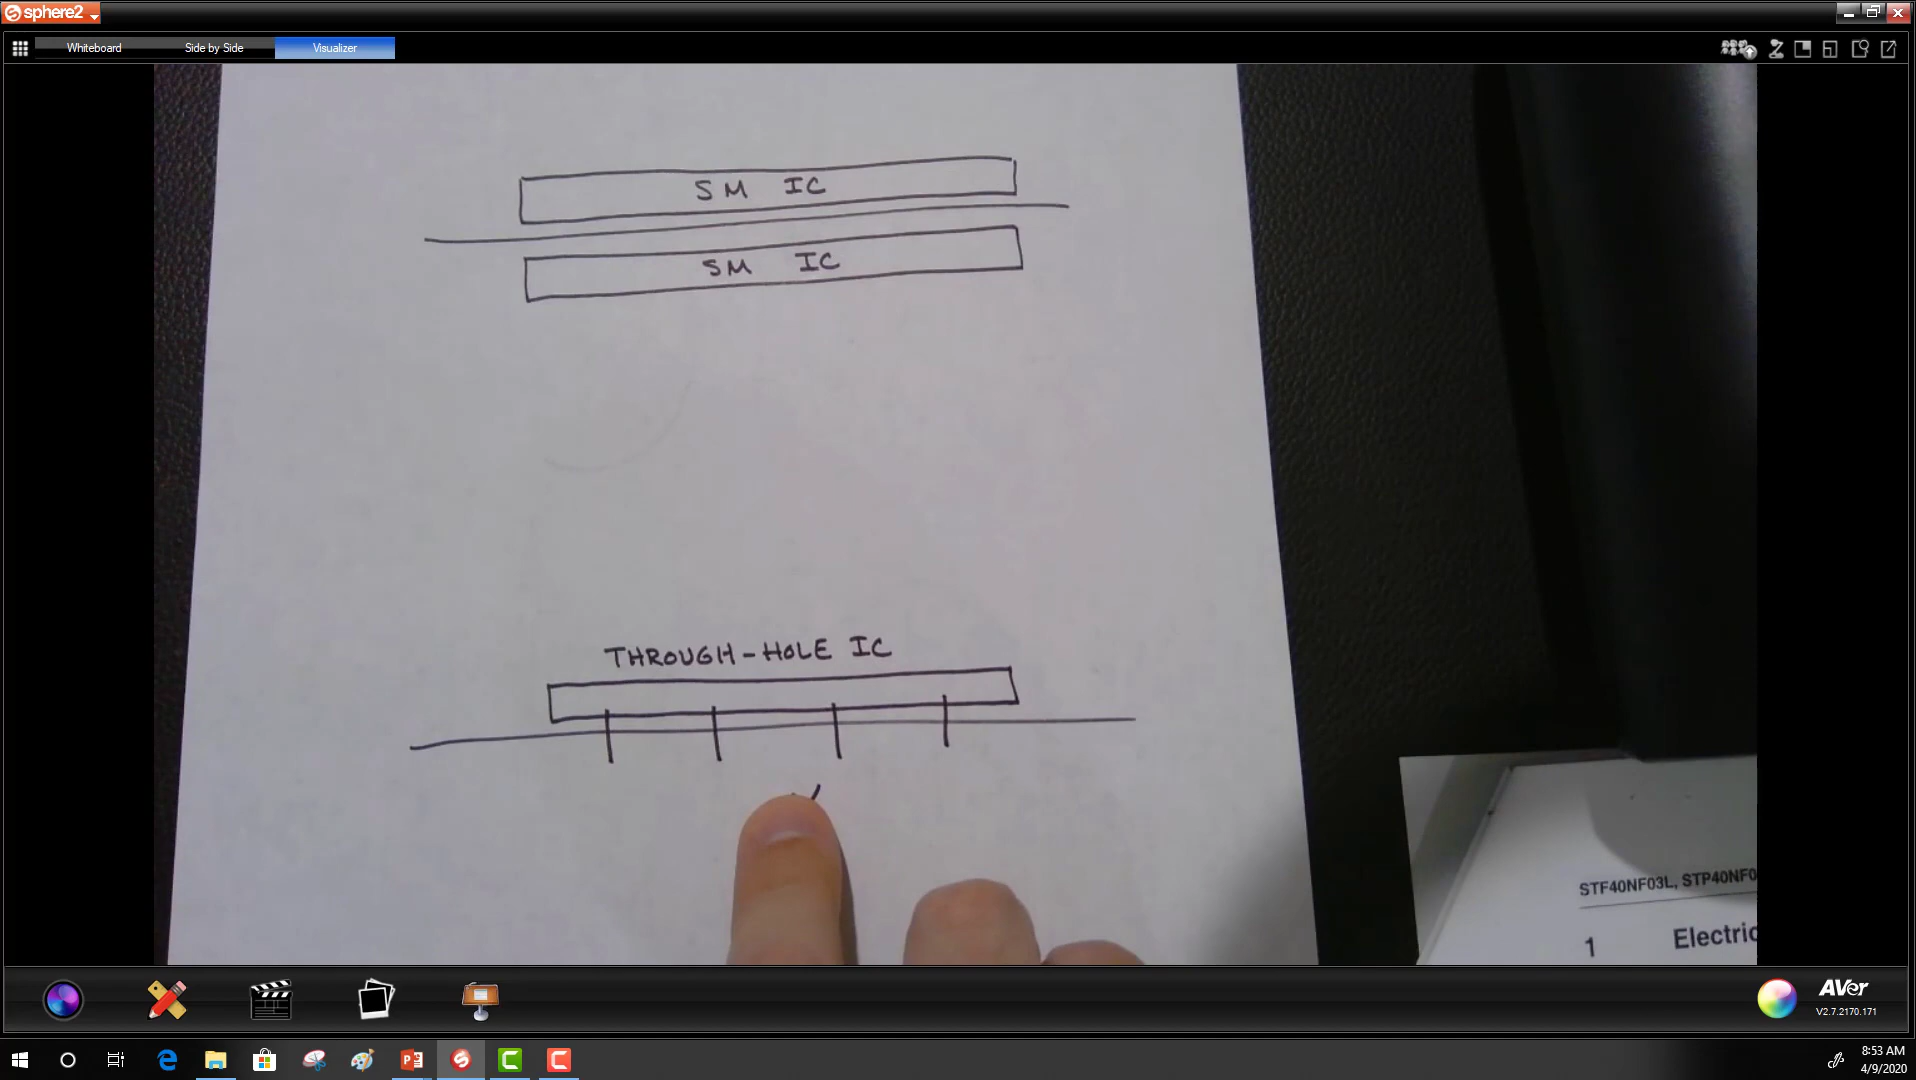 sphere2
Whiteboard Side by Side Visualizer
SM IC
SM IC
THROUGH-HOLE IC
STF40NF03L, STP40NF0
1 Electric
AVer
V2.7.2170.171
8:53 AM
4/9/2020